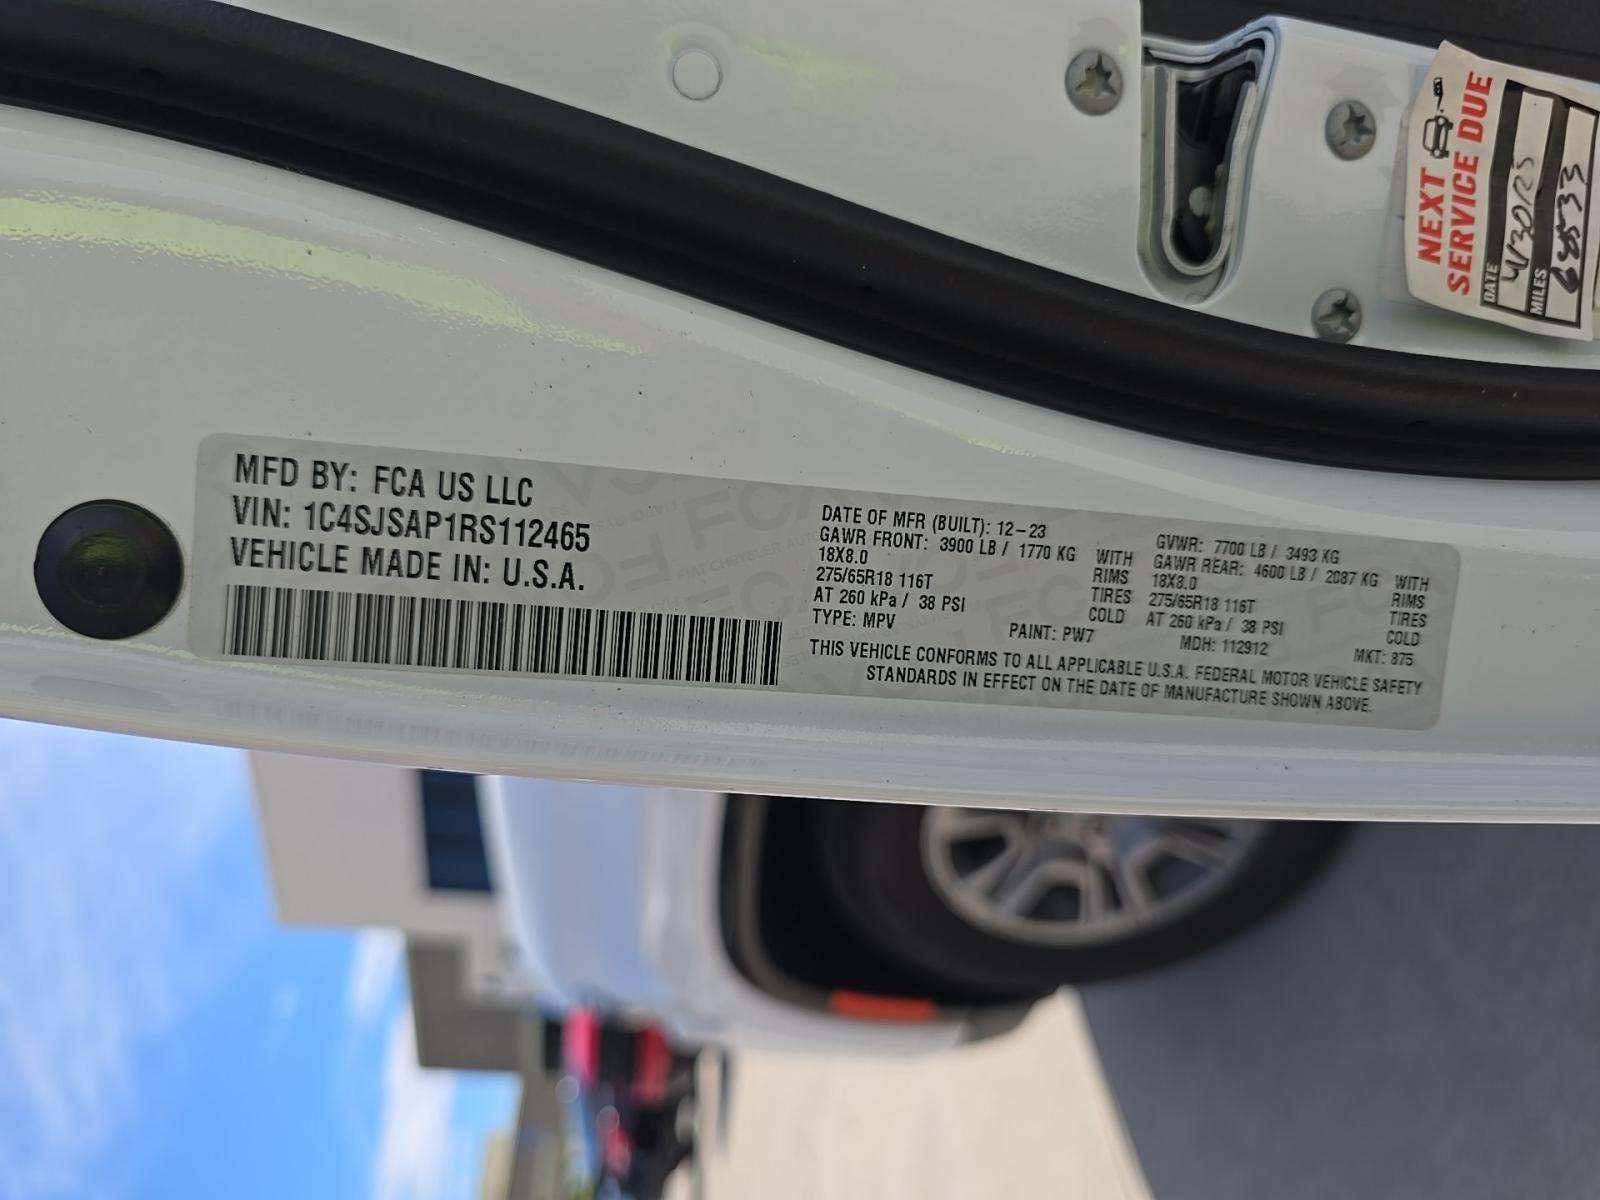 MFD BY: FCA US LLC
VIN: 1C4SJSAP1RS112465
VEHICLE MADE IN: U.S.A.
DATE OF MFR (BUILT): 12-23
GAWR FRONT: 3900 LB / 1770 KG WITH
18X8.0 RIMS
275/65R18 116T TIRES
AT 260 kPa / 38 PSI COLD
TYPE: MPV
PAINT: PW7
GVWR: 7700 LB / 3493 KG
GAWR REAR: 4600 LB / 2087 KG WITH
18X8.0 RIMS
275/65R18 116T TIRES
AT 260 kPa / 38 PSI COLD
MDH: 112912
MKT: 875
THIS VEHICLE CONFORMS TO ALL APPLICABLE U.S.A. FEDERAL MOTOR VEHICLE SAFETY
STANDARDS IN EFFECT ON THE DATE OF MANUFACTURE SHOWN ABOVE.
NEXT
SERVICE DUE
DATE
4/30/25
MILES
68533